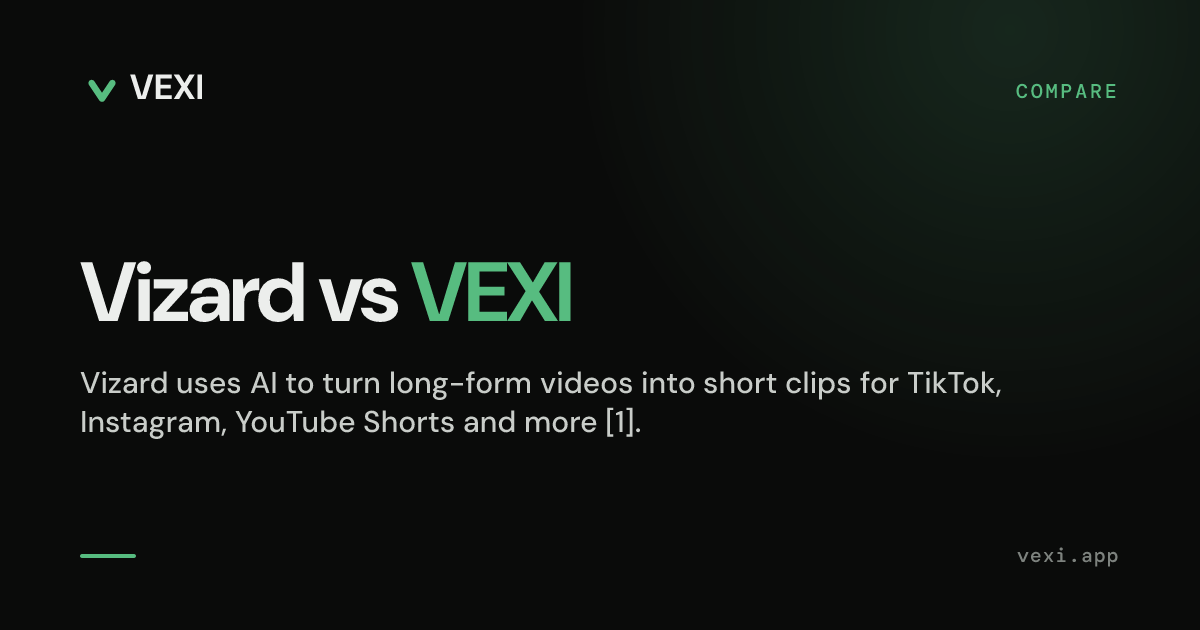 VEXI
COMPARE
Vizard vs VEXI
Vizard uses AI to turn long-form videos into short clips for TikTok,
Instagram, YouTube Shorts and more [1].
vexi.app